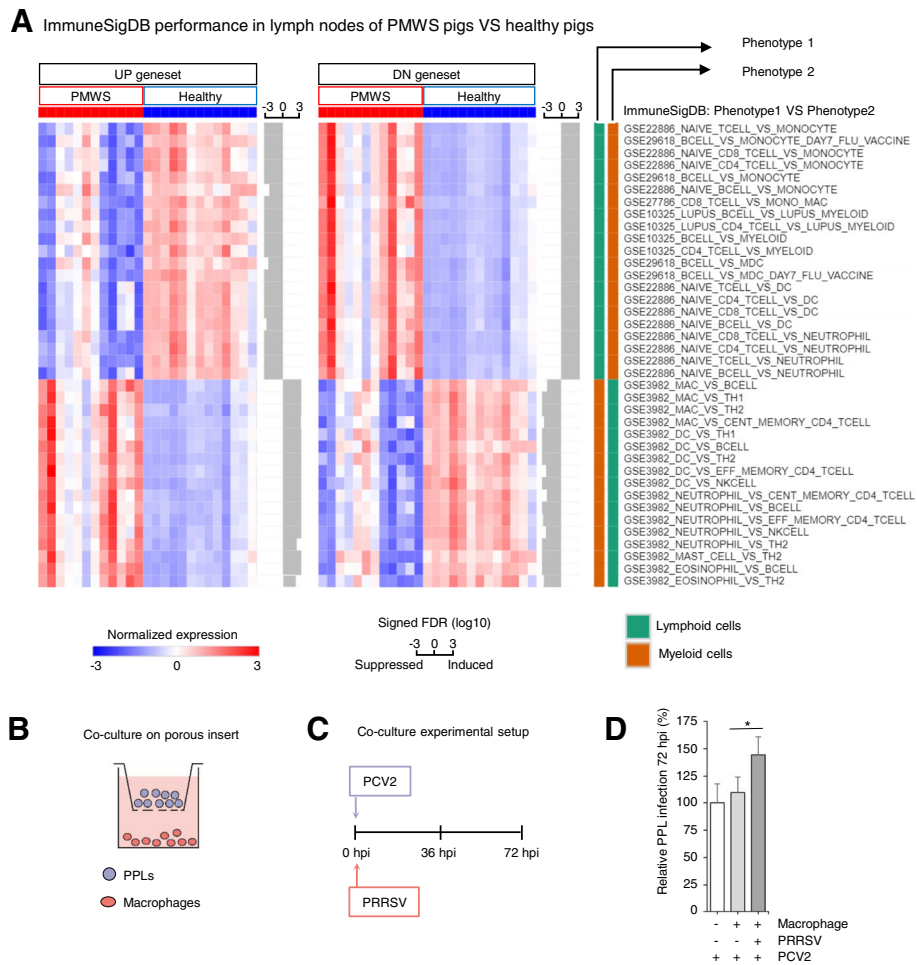 A ImmuneSigDB performance in lymph nodes of PMWS pigs VS healthy pigs
UP geneset
PMWS Healthy
-3 0 3
DN geneset
PMWS Healthy
-3 0 3
Phenotype 1
Phenotype 2
ImmuneSigDB: Phenotype1 VS Phenotype2
GSE22886_NAIVE_TCELL_VS_MONOCYTE
GSE29618_BCELL_VS_MONOCYTE_DAY7_FLU_VACCINE
GSE22886_NAIVE_CD8_TCELL_VS_MONOCYTE
GSE22886_NAIVE_CD4_TCELL_VS_MONOCYTE
GSE29618_BCELL_VS_MONOCYTE
GSE22886_NAIVE_BCELL_VS_MONOCYTE
GSE27786_CD8_TCELL_VS_MONO_MAC
GSE10325_LUPUS_BCELL_VS_LUPUS_MYELOID
GSE10325_LUPUS_CD4_TCELL_VS_LUPUS_MYELOID
GSE10325_BCELL_VS_MYELOID
GSE10325_CD4_TCELL_VS_MYELOID
GSE29618_BCELL_VS_MDC
GSE29618_BCELL_VS_MDC_DAY7_FLU_VACCINE
GSE22886_NAIVE_TCELL_VS_DC
GSE22886_NAIVE_CD4_TCELL_VS_DC
GSE22886_NAIVE_CD8_TCELL_VS_DC
GSE22886_NAIVE_BCELL_VS_DC
GSE22886_NAIVE_CD8_TCELL_VS_NEUTROPHIL
GSE22886_NAIVE_CD4_TCELL_VS_NEUTROPHIL
GSE22886_NAIVE_TCELL_VS_NEUTROPHIL
GSE22886_NAIVE_BCELL_VS_NEUTROPHIL
GSE3982_MAC_VS_BCELL
GSE3982_MAC_VS_TH1
GSE3982_MAC_VS_TH2
GSE3982_MAC_VS_CENT_MEMORY_CD4_TCELL
GSE3982_DC_VS_TH1
GSE3982_DC_VS_BCELL
GSE3982_DC_VS_TH2
GSE3982_DC_VS_EFF_MEMORY_CD4_TCELL
GSE3982_DC_VS_NKCELL
GSE3982_NEUTROPHIL_VS_CENT_MEMORY_CD4_TCELL
GSE3982_NEUTROPHIL_VS_BCELL
GSE3982_NEUTROPHIL_VS_EFF_MEMORY_CD4_TCELL
GSE3982_NEUTROPHIL_VS_NKCELL
GSE3982_NEUTROPHIL_VS_TH2
GSE3982_MAST_CELL_VS_TH2
GSE3982_EOSINOPHIL_VS_BCELL
GSE3982_EOSINOPHIL_VS_TH2
Normalized expression
-3 0 3
Signed FDR (log10)
-3 0 3
Suppressed Induced
Lymphoid cells
Myeloid cells
B
Co-culture on porous insert
PPLs
Macrophages
C
Co-culture experimental setup
PCV2
0 hpi 36 hpi 72 hpi
PRRSV
D
Relative PPL infection 72 hpi (%)
175
150
125
100
75
50
25
0
*
- + + Macrophage
- - + PRRSV
+ + + PCV2